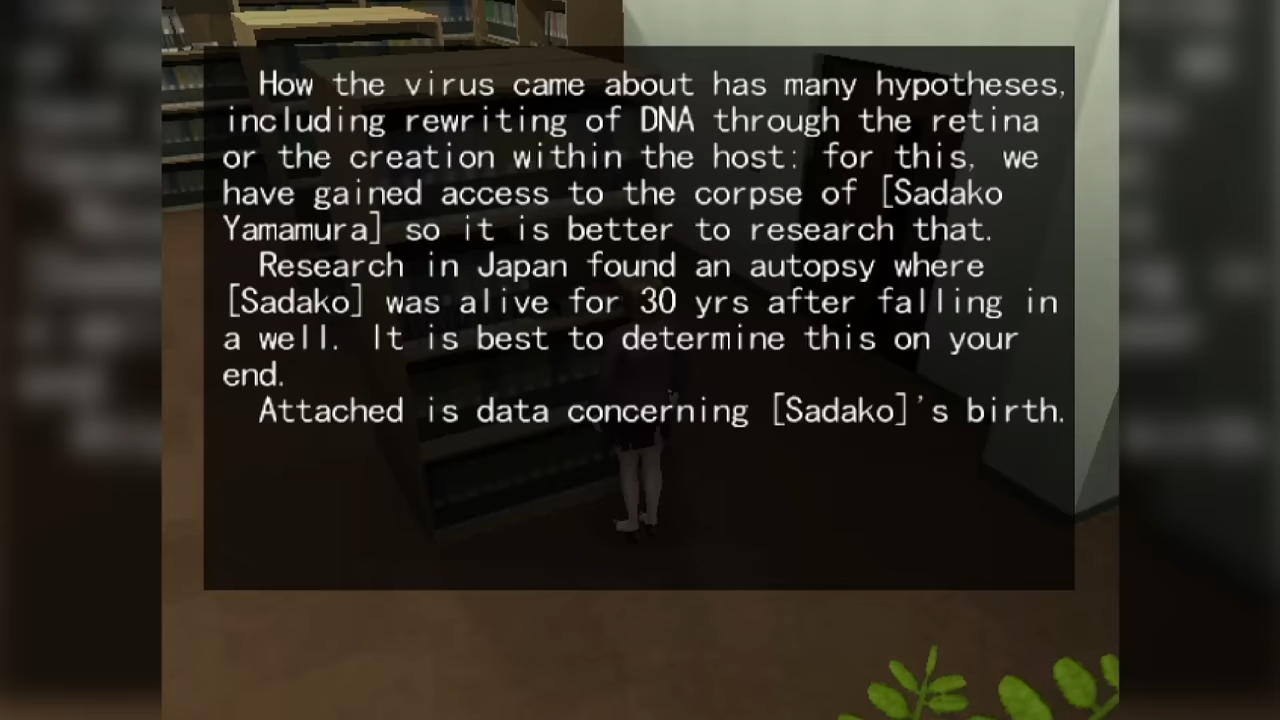 How the virus came about has many hypotheses,
including rewriting of DNA through the retina
or the creation within the host: for this, we
have gained access to the corpse of [Sadako
Yamamura] so it is better to research that.
Research in Japan found an autopsy where
[Sadako] was alive for 30 yrs after falling in
a well. It is best to determine this on your
end.
Attached is data concerning [Sadako]'s birth.